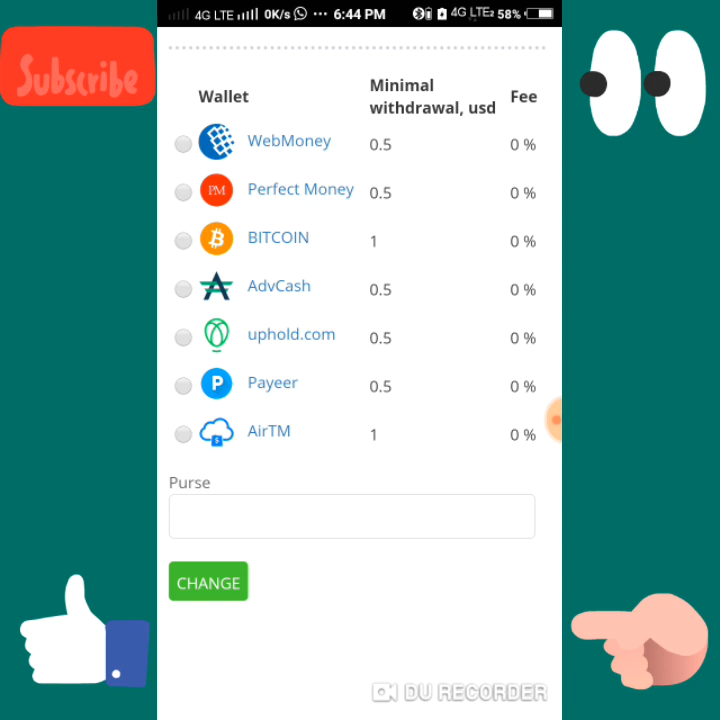 4G LTE 0K/s ... 6:44 PM 4G LTE2 58%
Subscribe
Wallet Minimal withdrawal, usd Fee
WebMoney 0.5 0 %
PM Perfect Money 0.5 0 %
BITCOIN 1 0 %
AdvCash 0.5 0 %
uphold.com 0.5 0 %
P Payeer 0.5 0 %
$ AirTM 1 0 %
Purse
CHANGE
DU RECORDER